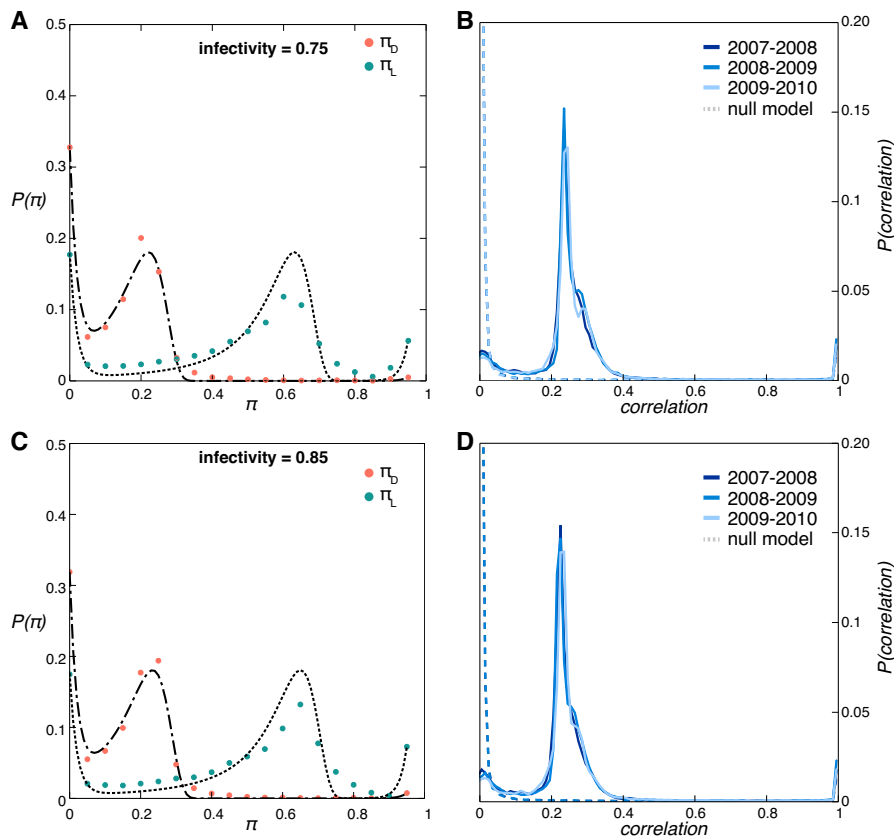 A
infectivity = 0.75
π_D
π_L
0.5
0.4
0.3
0.2
0.1
0
P(π)
0
0.2
0.4
0.6
0.8
1
π
B
2007-2008
2008-2009
2009-2010
null model
0.20
0.15
0.10
0.05
0
P(correlation)
0
0.2
0.4
0.6
0.8
1
correlation
C
infectivity = 0.85
π_D
π_L
0.5
0.4
0.3
0.2
0.1
0
P(π)
0
0.2
0.4
0.6
0.8
1
π
D
2007-2008
2008-2009
2009-2010
null model
0.20
0.15
0.10
0.05
0
P(correlation)
0
0.2
0.4
0.6
0.8
1
correlation